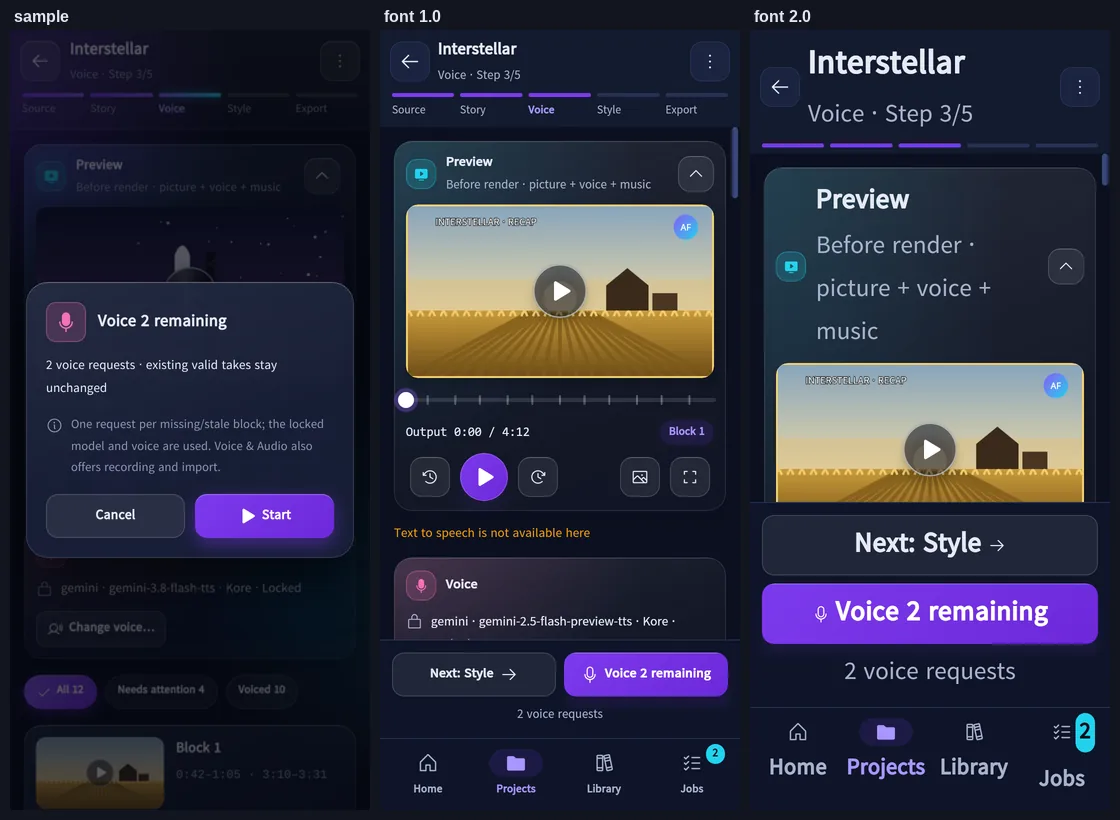 sample
Interstellar
Voice · Step 3/5
Source Story Voice Style Export
Preview
Before render · picture + voice + music
Voice 2 remaining
2 voice requests · existing valid takes stay
unchanged
One request per missing/stale block; the locked
model and voice are used. Voice & Audio also
offers recording and import.
Cancel Start
gemini · gemini-3.8-flash-tts · Kore · Locked
Change voice...
All 12 Needs attention 4 Voiced 10
Block 1
0:42-1:05 · 3:10-3:31
font 1.0
Interstellar
Voice · Step 3/5
Source Story Voice Style Export
Preview
Before render · picture + voice + music
INTERSTELLAR · RECAP
AF
Output 0:00 / 4:12 Block 1
Text to speech is not available here
Voice
gemini · gemini-2.5-flash-preview-tts · Kore ·
Next: Style → Voice 2 remaining
2 voice requests
2
Home Projects Library Jobs
font 2.0
Interstellar
Voice · Step 3/5
Preview
Before render ·
picture + voice +
music
INTERSTELLAR · RECAP
AF
Next: Style →
Voice 2 remaining
2 voice requests
2
Home Projects Library Jobs